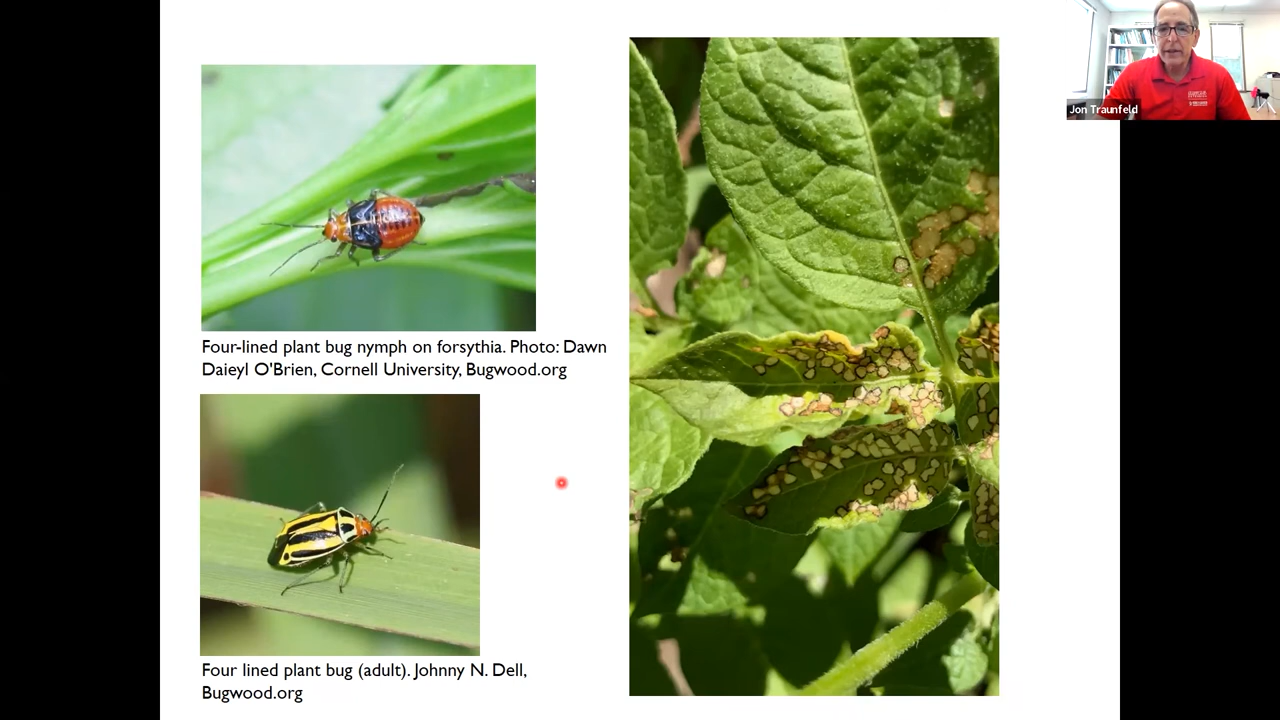 Jon Traunfeld
Four-lined plant bug nymph on forsythia. Photo: Dawn
Daieyl O'Brien, Cornell University, Bugwood.org
Four lined plant bug (adult). Johnny N. Dell,
Bugwood.org